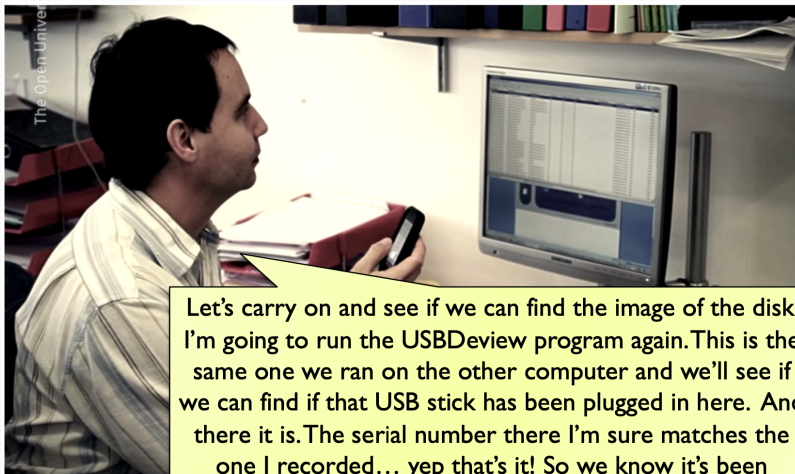 The Open Univer
Let's carry on and see if we can find the image of the disk.
I'm going to run the USBDeview program again. This is the
same one we ran on the other computer and we'll see if
we can find if that USB stick has been plugged in here. And
there it is. The serial number there I'm sure matches the
one I recorded... yep that's it! So we know it's been